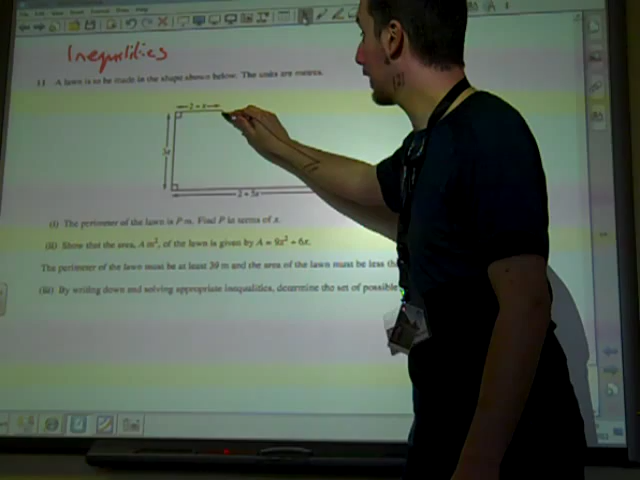 Inequalities
11 A lawn is to be made in the shape shown below. The units are metres.
2 + x
3x
2 + 5x
(i) The perimeter of the lawn is P m. Find P in terms of x.
(ii) Show that the area, A m², of the lawn is given by A = 9x² + 6x.
The perimeter of the lawn must be at least 39 m and the area of the lawn must be less
(iii) By writing down and solving appropriate inequalities, determine the set of possible